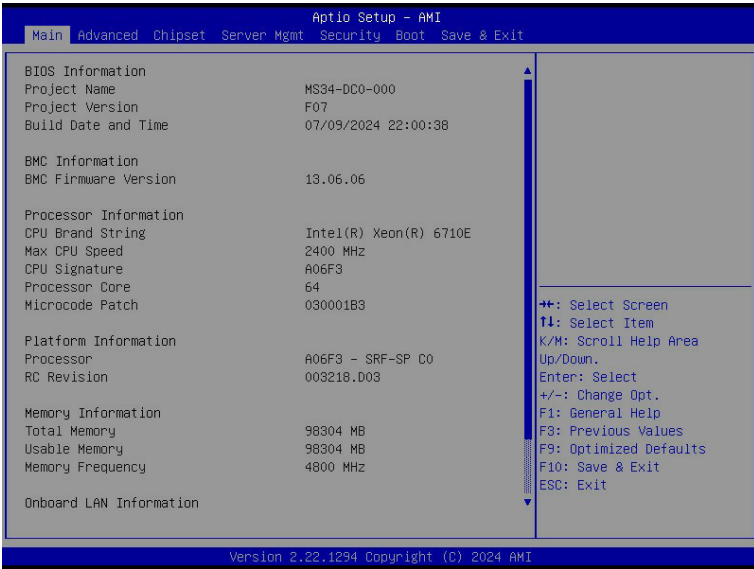 Aptio Setup - AMI
Main Advanced Chipset Server Mgmt Security Boot Save & Exit
BIOS Information
Project Name MS34-DC0-000
Project Version F07
Build Date and Time 07/09/2024 22:00:38
BMC Information
BMC Firmware Version 13.06.06
Processor Information
CPU Brand String Intel(R) Xeon(R) 6710E
Max CPU Speed 2400 MHz
CPU Signature A06F3
Processor Core 64
Microcode Patch 030001B3
Platform Information
Processor A06F3 - SRF-SP C0
RC Revision 003218.D03
Memory Information
Total Memory 98304 MB
Usable Memory 98304 MB
Memory Frequency 4800 MHz
Onboard LAN Information
→←: Select Screen
↑↓: Select Item
K/M: Scroll Help Area
Up/Down.
Enter: Select
+/-: Change Opt.
F1: General Help
F3: Previous Values
F9: Optimized Defaults
F10: Save & Exit
ESC: Exit
Version 2.22.1294 Copyright (C) 2024 AMI